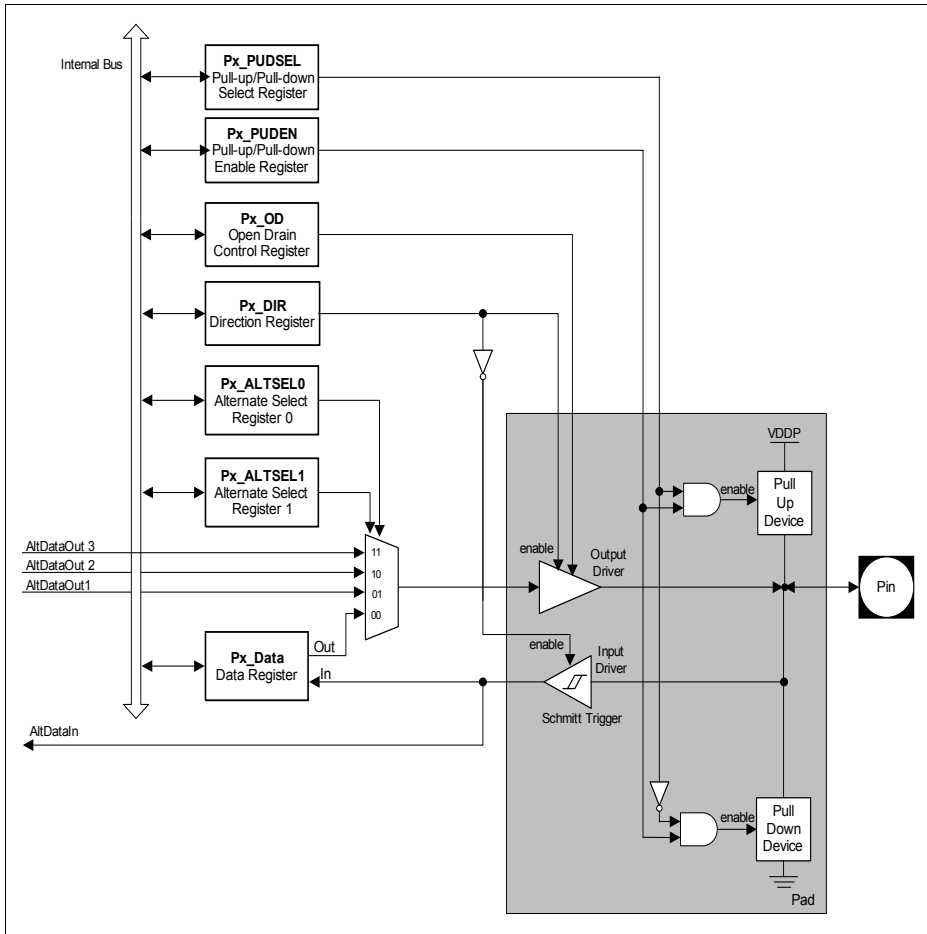 Internal Bus
Px_PUDSEL
Pull-up/Pull-down
Select Register
Px_PUDEN
Pull-up/Pull-down
Enable Register
Px_OD
Open Drain
Control Register
Px_DIR
Direction Register
Px_ALTSEL0
Alternate Select
Register 0
Px_ALTSEL1
Alternate Select
Register 1
AltDataOut 3
AltDataOut 2
AltDataOut1
11
10
01
00
Px_Data
Data Register
Out
In
AltDataIn
enable
Output
Driver
enable
Input
Driver
Schmitt Trigger
VDDP
enable
Pull
Up
Device
Pin
enable
Pull
Down
Device
Pad